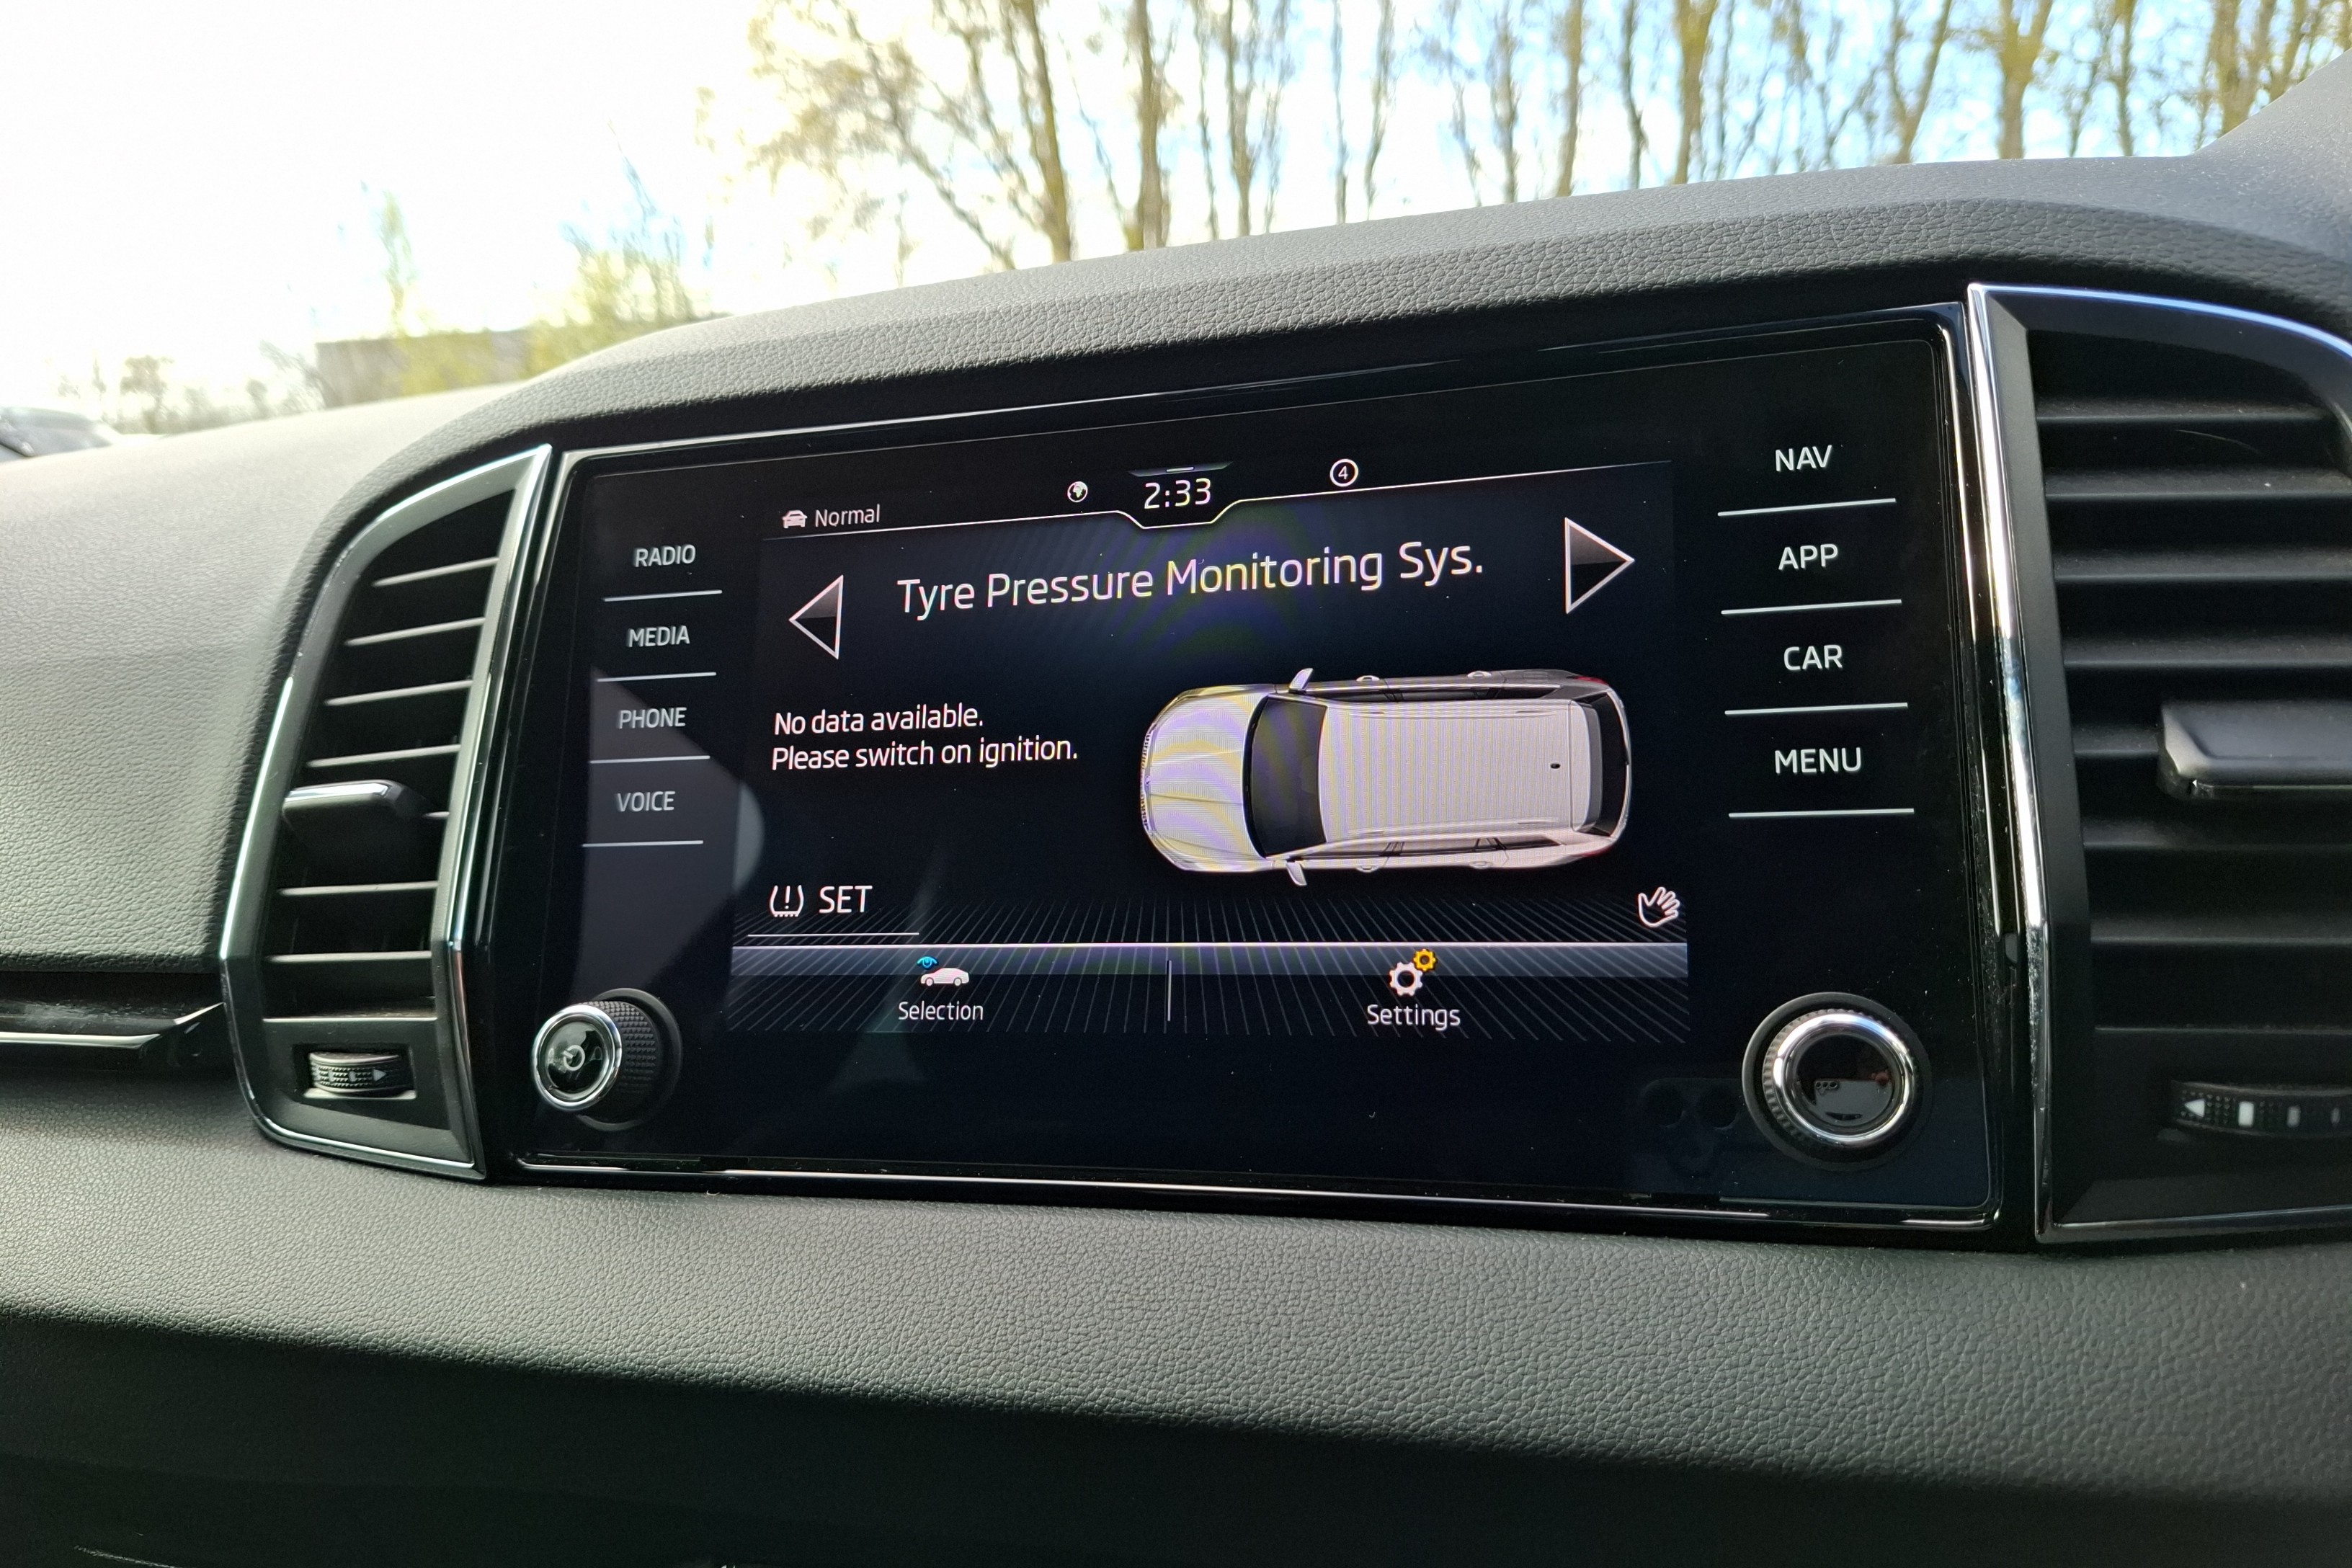 Normal
2:33
4
RADIO
MEDIA
PHONE
VOICE
Tyre Pressure Monitoring Sys.
No data available.
Please switch on ignition.
SET
Selection
Settings
NAV
APP
CAR
MENU